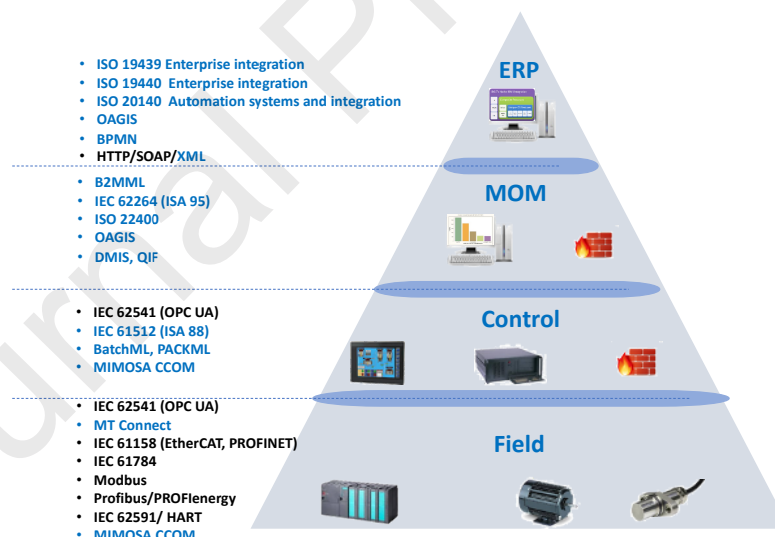 • ISO 19439 Enterprise integration
• ISO 19440 Enterprise integration
• ISO 20140 Automation systems and integration
• OAGIS
• BPMN
• HTTP/SOAP/XML
ERP
• B2MML
• IEC 62264 (ISA 95)
• ISO 22400
• OAGIS
• DMIS, QIF
MOM
• IEC 62541 (OPC UA)
• IEC 61512 (ISA 88)
• BatchML, PACKML
• MIMOSA CCOM
Control
• IEC 62541 (OPC UA)
• MT Connect
• IEC 61158 (EtherCAT, PROFINET)
• IEC 61784
• Modbus
• Profibus/PROFIenergy
• IEC 62591/ HART
• MIMOSA CCOM
Field